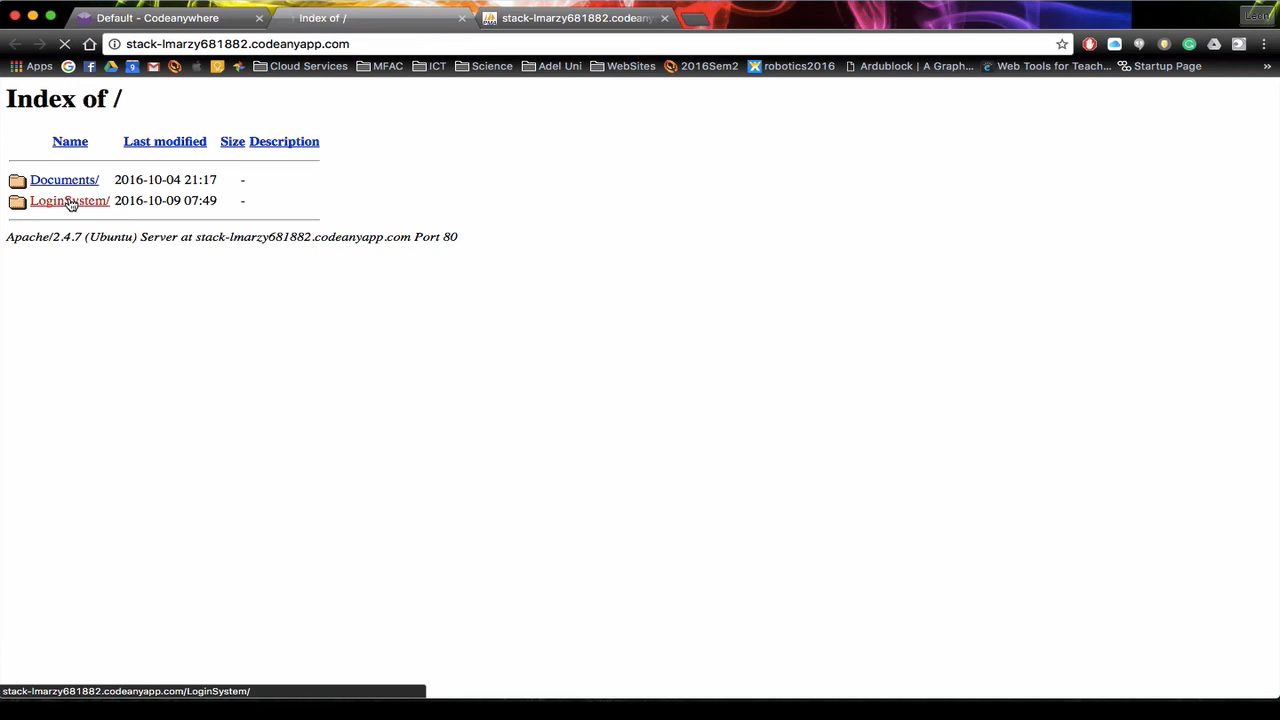 Default - Codeanywhere
Index of /
stack-lmarzy681882.codeany
Leon
stack-lmarzy681882.codeanyapp.com
Apps
Cloud Services
MFAC
ICT
Science
Adel Uni
WebSites
2016Sem2
robotics2016
Ardublock | A Graph...
Web Tools for Teach...
Startup Page
»
Index of /
Name Last modified Size Description
Documents/ 2016-10-04 21:17 -
LoginSystem/ 2016-10-09 07:49 -
Apache/2.4.7 (Ubuntu) Server at stack-lmarzy681882.codeanyapp.com Port 80
stack-lmarzy681882.codeanyapp.com/LoginSystem/